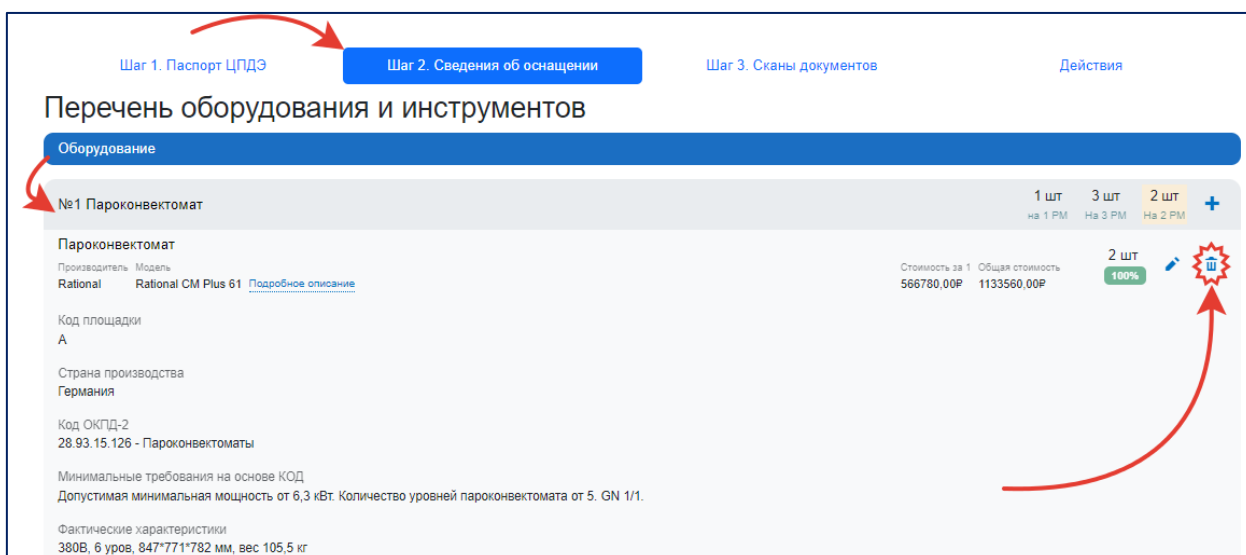 Шаг 1. Паспорт ЦПДЭ Шаг 2. Сведения об оснащении Шаг 3. Сканы документов Действия
Перечень оборудования и инструментов
Оборудование
№1 Пароконвектомат 1 шт 3 шт 2 шт
на 1 РМ На 3 РМ На 2 РМ
Пароконвектомат 2 шт
Производитель Модель Стоимость за 1 Общая стоимость
Rational Rational CM Plus 61 Подробное описание 566780,00₽ 1133560,00₽ 100%
Код площадки
А
Страна производства
Германия
Код ОКПД-2
28.93.15.126 - Пароконвектоматы
Минимальные требования на основе КОД
Допустимая минимальная мощность от 6,3 кВт. Количество уровней пароконвектомата от 5. GN 1/1.
Фактические характеристики
380В, 6 уров, 847*771*782 мм, вес 105,5 кг